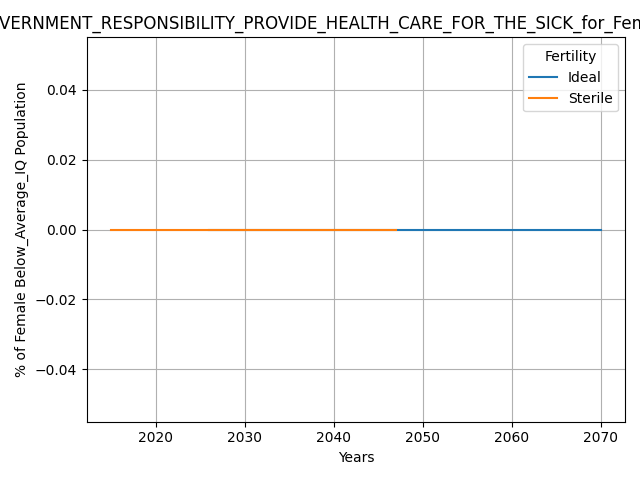 VERNMENT_RESPONSIBILITY_PROVIDE_HEALTH_CARE_FOR_THE_SICK_for_Fem
Fertility
Ideal
Sterile
0.04
0.02
0.00
−0.02
−0.04
% of Female Below_Average_IQ Population
2020 2030 2040 2050 2060 2070
Years